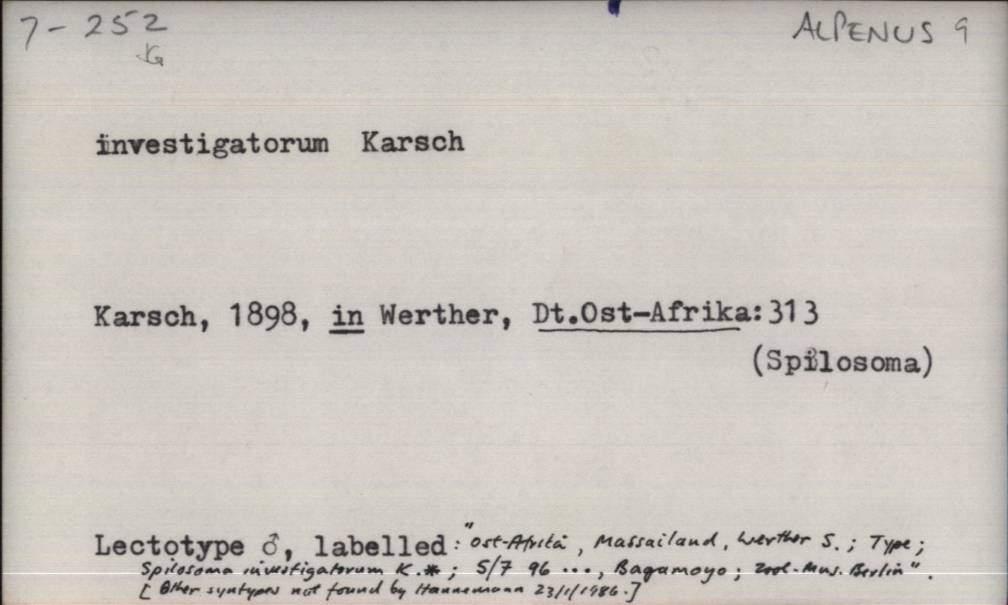 7-252 ALPENUS 9
investigatorum Karsch
Karsch, 1898, in Werther, Dt.Ost-Afrika:313
(Spilosoma)
Lectotype ♂, labelled: "Ost-Afrika, Massailand, Werther S.; Type;
Spilosoma investigatorum K.*; 5/7 96 ..., Bagamoyo; Zool-Mus. Berlin".
[Other syntypes not found by Hannemann 23/1/1986.]